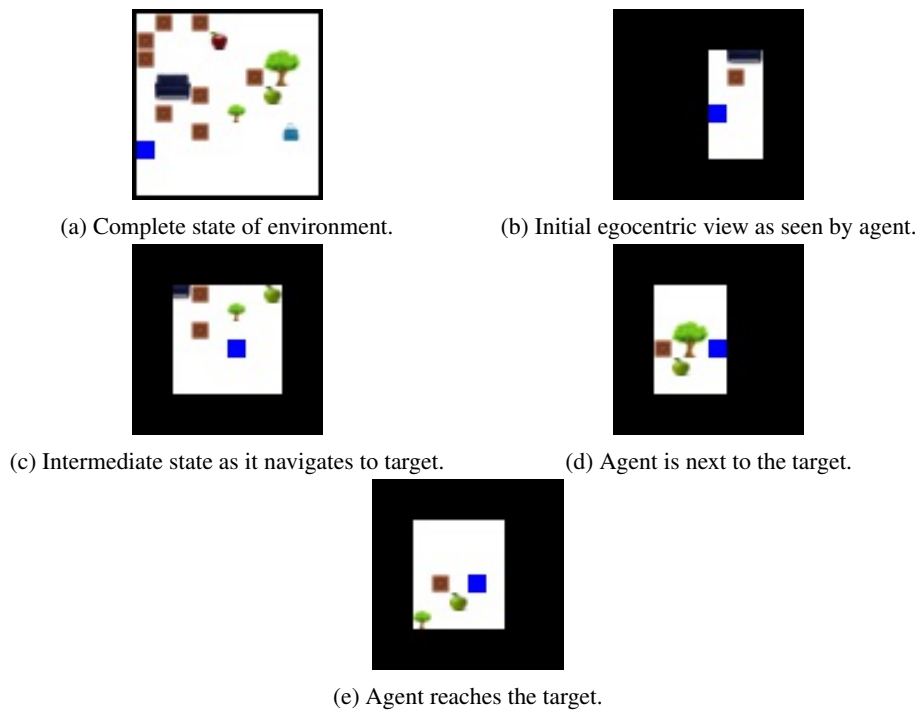 (a) Complete state of environment.
(b) Initial egocentric view as seen by agent.
(c) Intermediate state as it navigates to target.
(d) Agent is next to the target.
(e) Agent reaches the target.